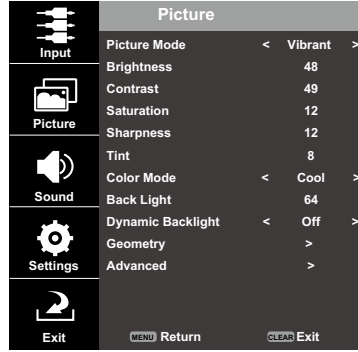 Input
Picture
Sound
Settings
Exit
Picture
Picture Mode < Vibrant >
Brightness 48
Contrast 49
Saturation 12
Sharpness 12
Tint 8
Color Mode < Cool >
Back Light 64
Dynamic Backlight < Off >
Geometry >
Advanced >
MENU Return CLEAR Exit